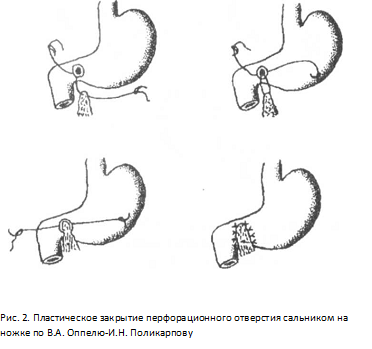 Рис. 2. Пластическое закрытие перфорационного отверстия сальником на
ножке по В.А. Оппелю-И.Н. Поликарпову